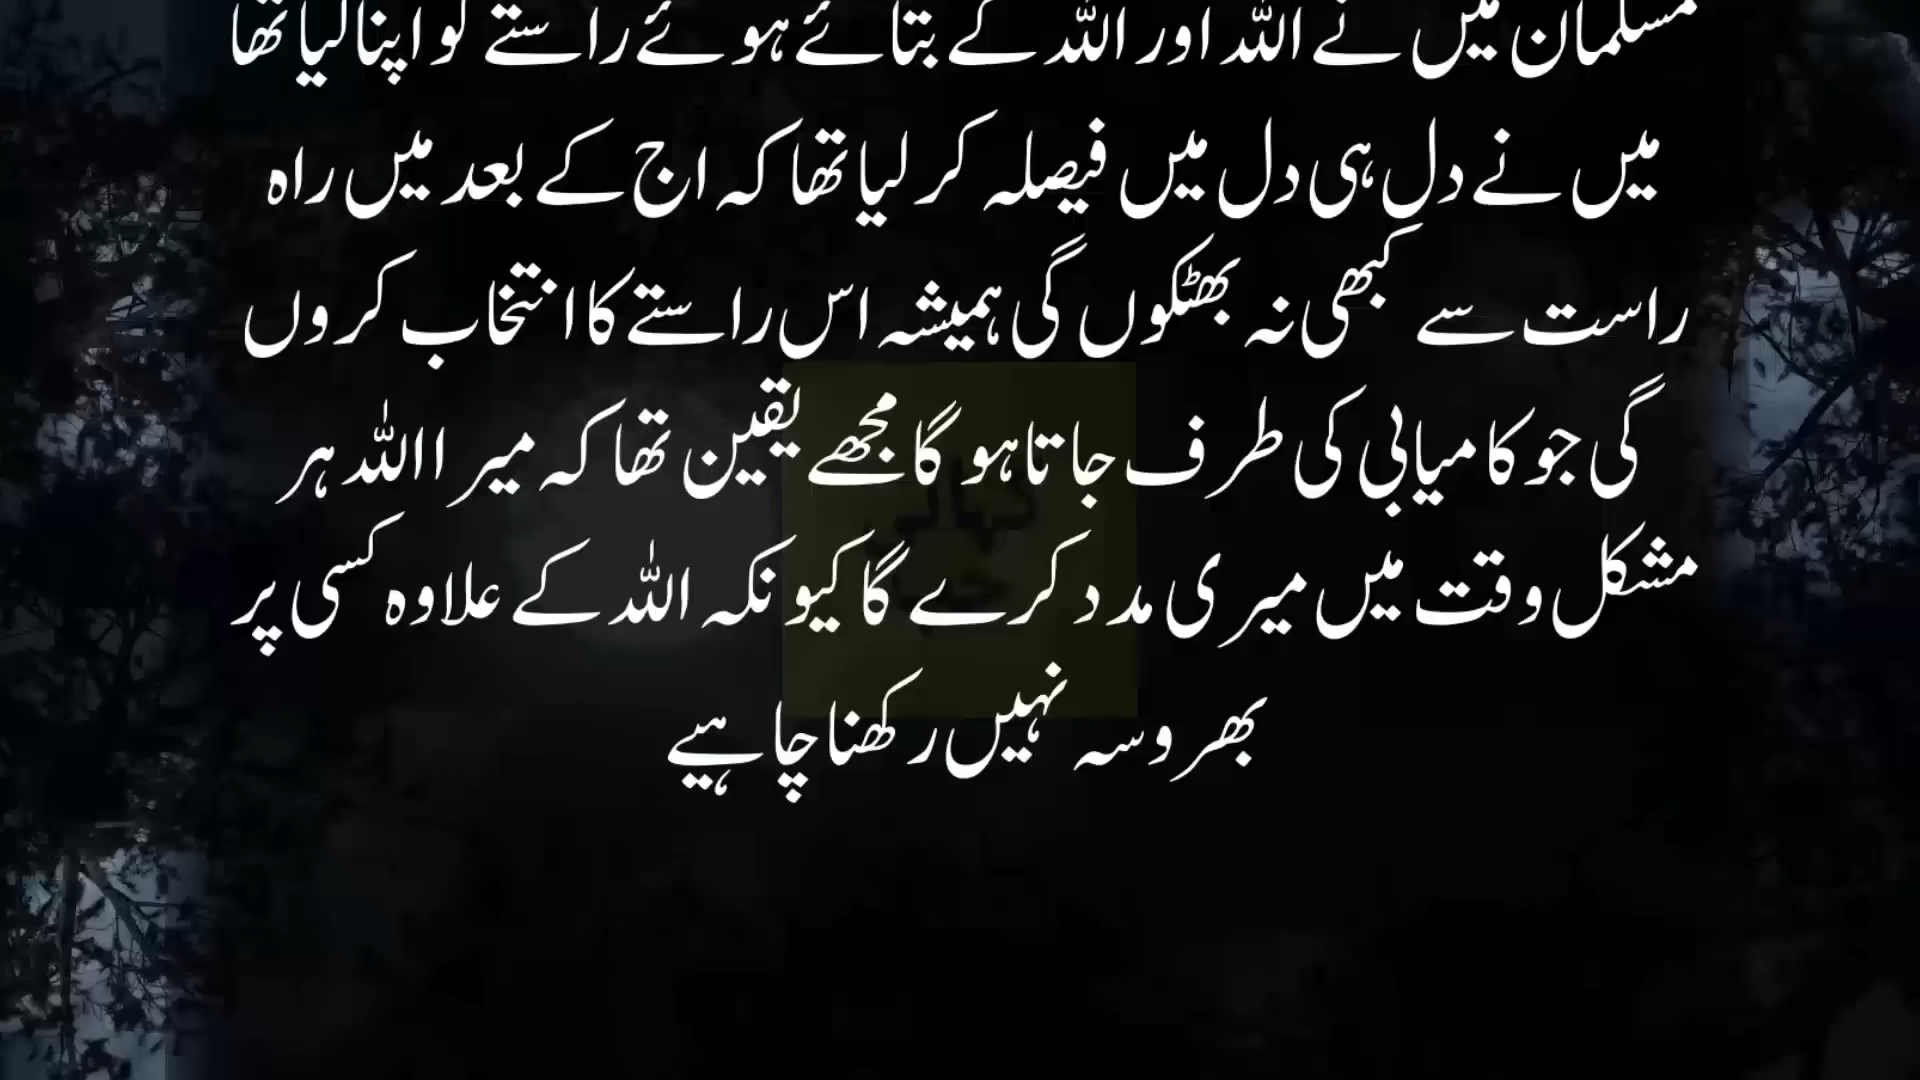 مسلمان میں نے اللہ اور اللہ کے بتائے ہوئے راستے کو اپنا لیا تھا
میں نے دل ہی دل میں فیصلہ کر لیا تھا کہ اج کے بعد میں راہ
راست سے کبھی نہ بھٹکوں گی ہمیشہ اس راستے کا انتخاب کروں
گی جو کامیابی کی طرف جاتا ہو گا مجھے یقین تھا کہ میرا اللہ ہر
مشکل وقت میں میری مدد کرے گا کیونکہ اللہ کے علاوہ کسی پر
بھروسہ نہیں رکھنا چاہیے
کہانی